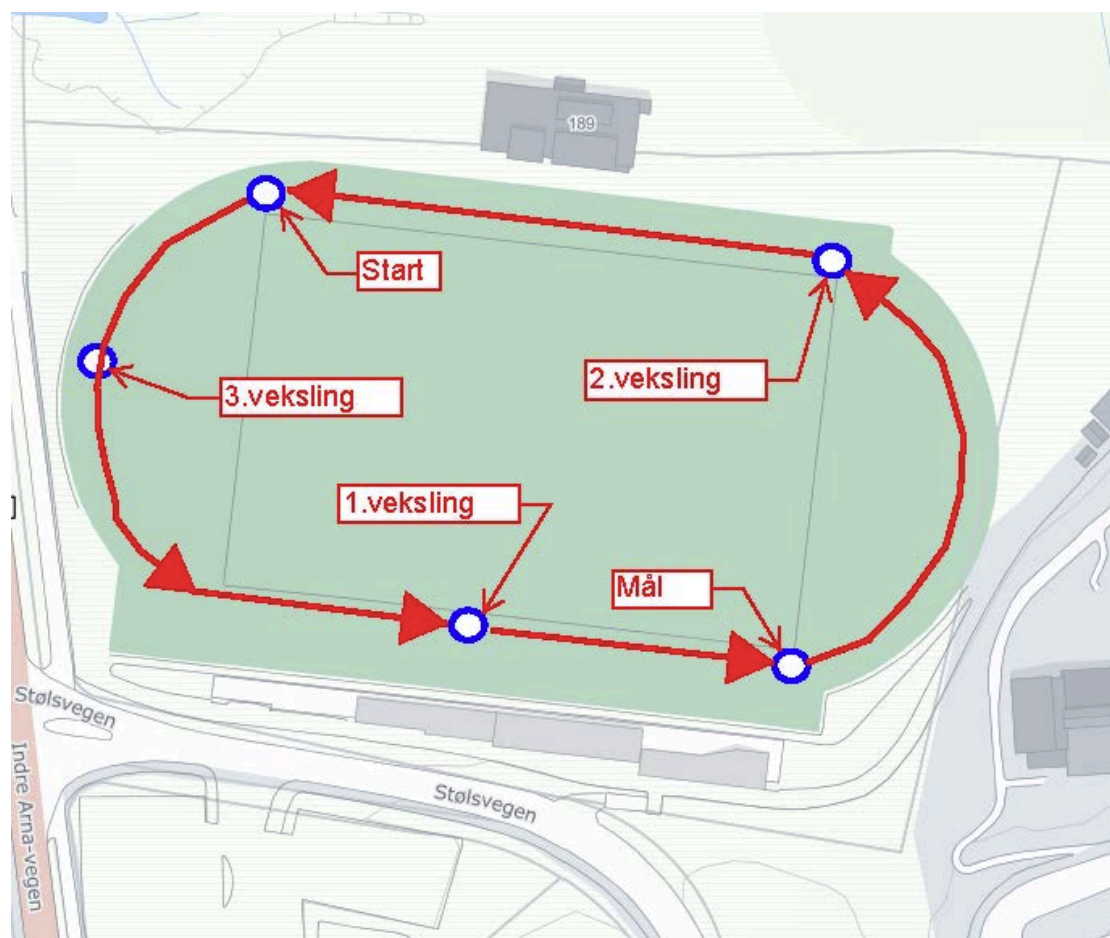 189
Start
2.veksling
3.veksling
1.veksling
Mål
Stølsvegen
Indre Arna-vegen
Stølsvegen